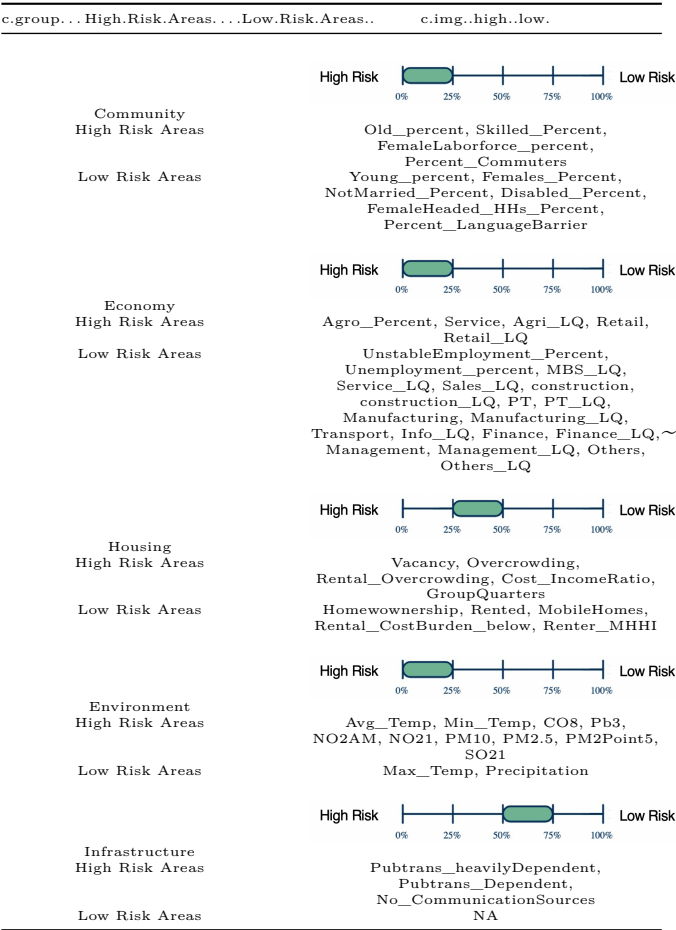 c.group... High.Risk.Areas....Low.Risk.Areas.. c.img..high..low.
High Risk Low Risk
0% 25% 50% 75% 100%
Community
High Risk Areas Old_percent, Skilled_Percent,
FemaleLaborforce_percent,
Percent_Commuters
Low Risk Areas Young_percent, Females_Percent,
NotMarried_Percent, Disabled_Percent,
FemaleHeaded_HHs_Percent,
Percent_LanguageBarrier
High Risk Low Risk
0% 25% 50% 75% 100%
Economy
High Risk Areas Agro_Percent, Service, Agri_LQ, Retail,
Retail_LQ
Low Risk Areas UnstableEmployment_Percent,
Unemployment_percent, MBS_LQ,
Service_LQ, Sales_LQ, construction,
construction_LQ, PT, PT_LQ,
Manufacturing, Manufacturing_LQ,
Transport, Info_LQ, Finance, Finance_LQ,~
Management, Management_LQ, Others,
Others_LQ
High Risk Low Risk
0% 25% 50% 75% 100%
Housing
High Risk Areas Vacancy, Overcrowding,
Rental_Overcrowding, Cost_IncomeRatio,
GroupQuarters
Low Risk Areas Homewownership, Rented, MobileHomes,
Rental_CostBurden_below, Renter_MHHI
High Risk Low Risk
0% 25% 50% 75% 100%
Environment
High Risk Areas Avg_Temp, Min_Temp, CO8, Pb3,
NO2AM, NO21, PM10, PM2.5, PM2Point5,
SO21
Low Risk Areas Max_Temp, Precipitation
High Risk Low Risk
0% 25% 50% 75% 100%
Infrastructure
High Risk Areas Pubtrans_heavilyDependent,
Pubtrans_Dependent,
No_CommunicationSources
Low Risk Areas NA